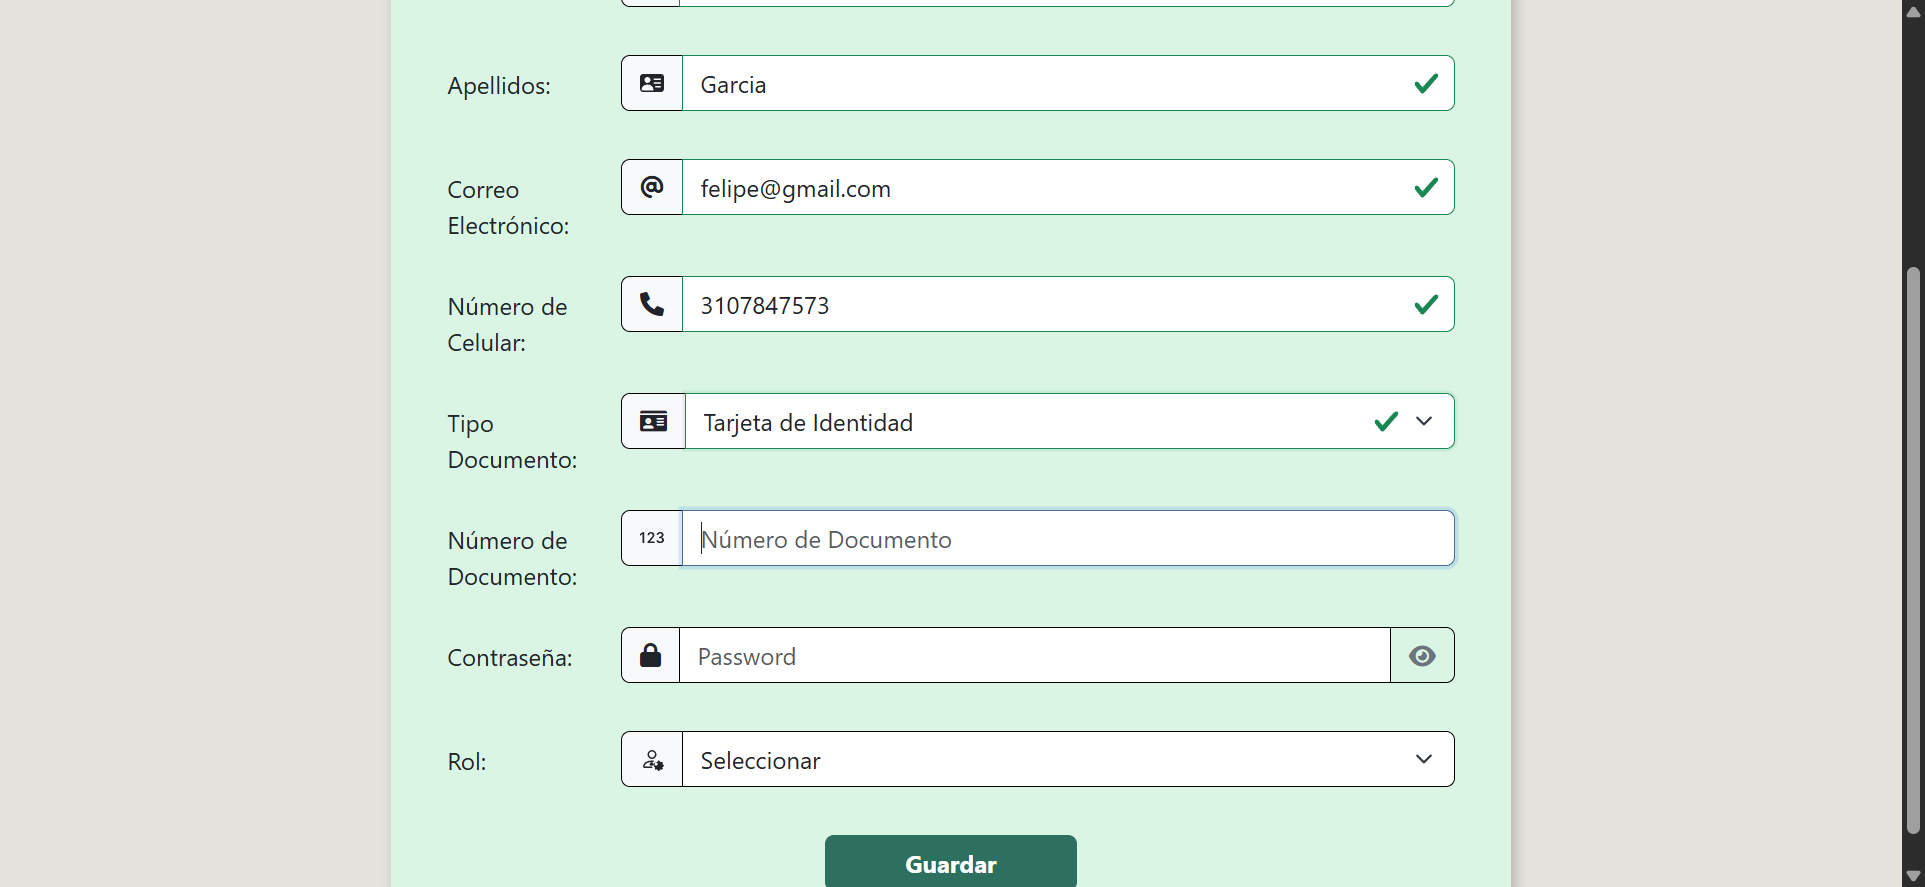 Apellidos:
Garcia
Correo
Electrónico:
felipe@gmail.com
Número de
Celular:
3107847573
Tipo
Documento:
Tarjeta de Identidad
Número de
Documento:
123
Número de Documento
Contraseña:
Password
Rol:
Seleccionar
Guardar